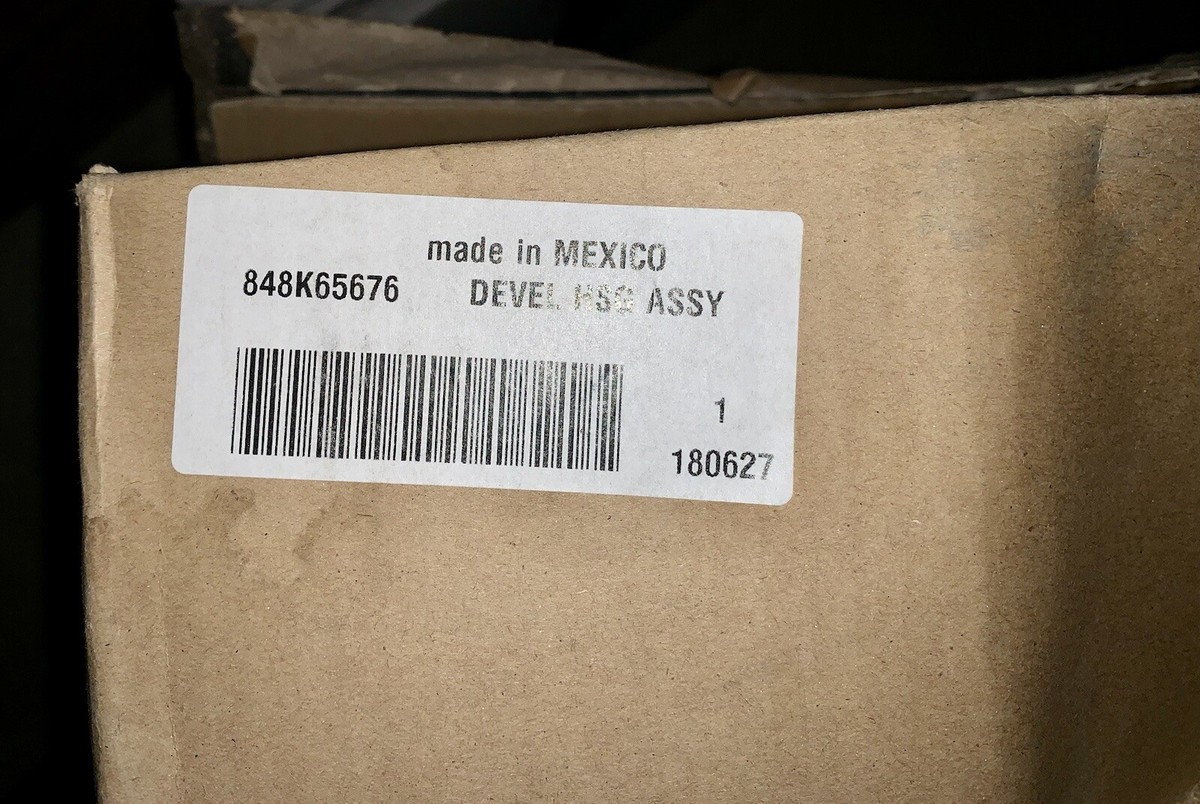 made in MEXICO
848K65676 DEVEL HSG ASSY
1
180627